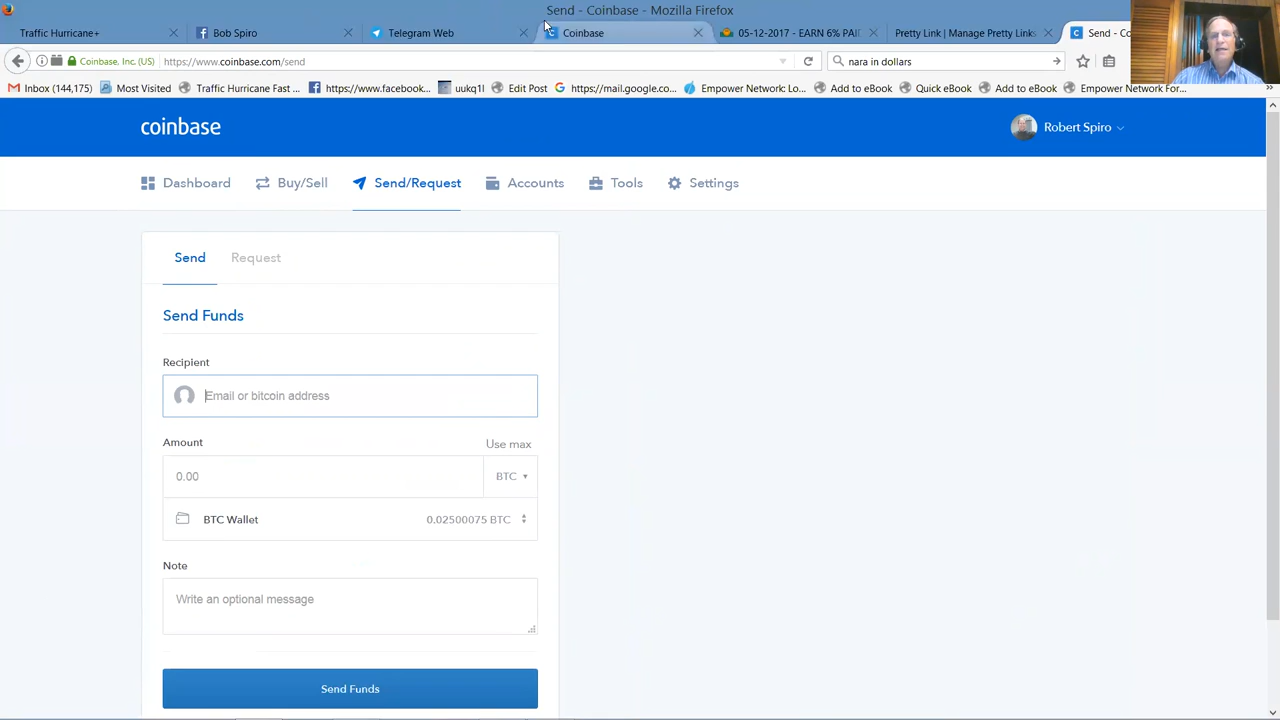 Send - Coinbase - Mozilla Firefox
Traffic Hurricane+
Bob Spiro
Telegram Web
Coinbase
05-12-2017 - EARN 6% PAI
Pretty Link | Manage Pretty Links
Send - Co
Coinbase, Inc. (US)
https://www.coinbase.com/send
nara in dollars
Inbox (144,175)
Most Visited
Traffic Hurricane Fast ...
https://www.facebook...
uukq1l
Edit Post
https://mail.google.co...
Empower Network: Lo...
Add to eBook
Quick eBook
Add to eBook
Empower Network For...
coinbase
Robert Spiro
Dashboard
Buy/Sell
Send/Request
Accounts
Tools
Settings
Send
Request
Send Funds
Recipient
Email or bitcoin address
Amount
Use max
0.00
BTC
BTC Wallet
0.02500075 BTC
Note
Write an optional message
Send Funds